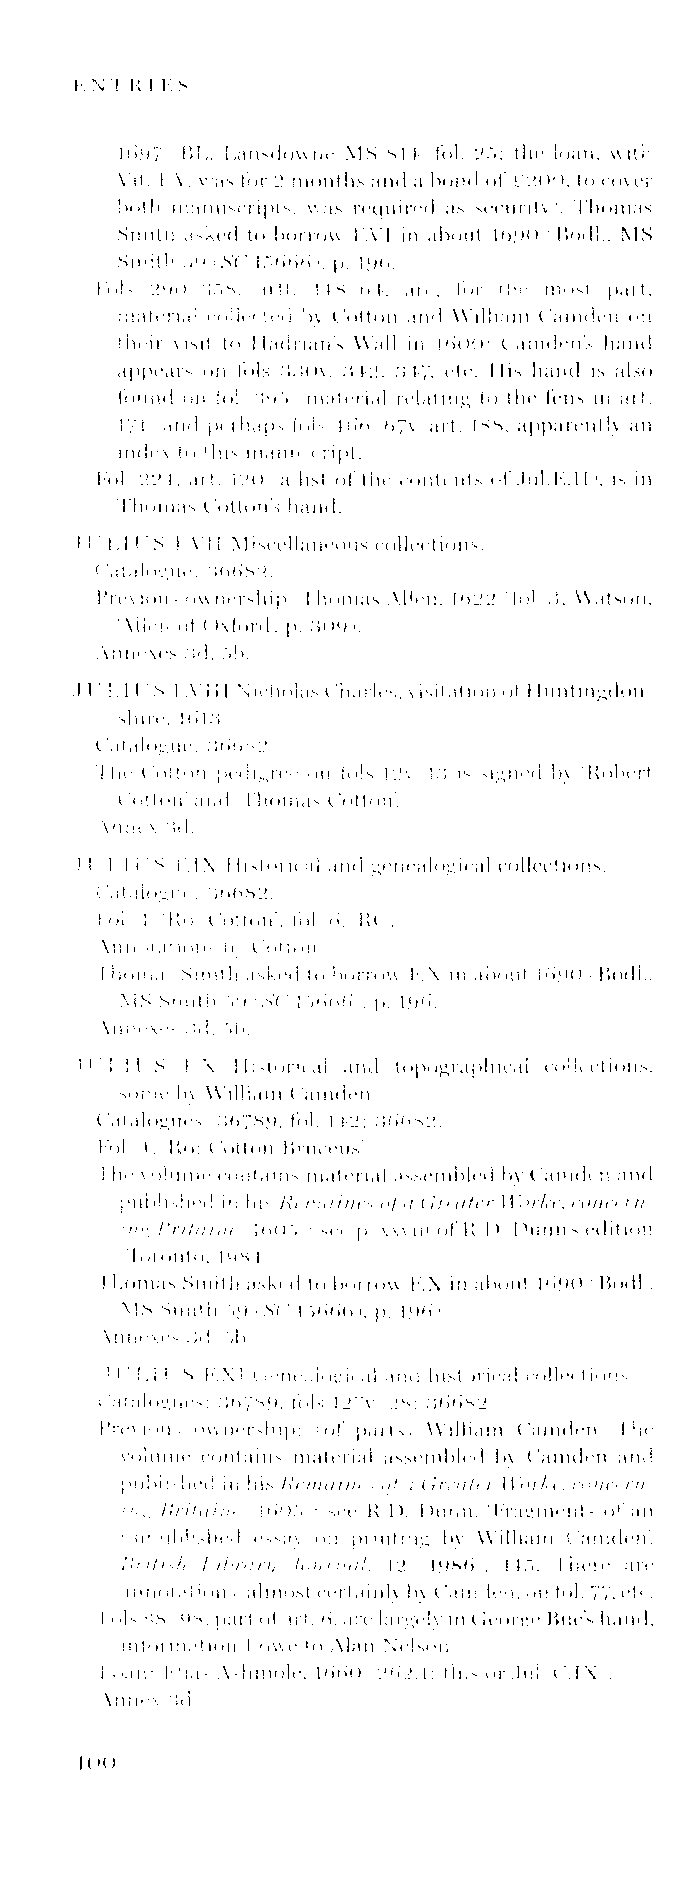 ENTRIES
1697 (BL, Lansdowne MS 814, fol. 25; the loan, with
Vit. F.X, was for 2 months and a bond of £200, to cover
both manuscripts, was required as security). Thomas
Smith asked to borrow F.VI in about 1690 (Bodl., MS
Smith 59 (SC 15666), p. 196.
Fols 290–338, 448–64, are, for the most part,
material collected by Cotton and William Camden on
their visit to Hadrian's Wall in 1600: Camden's hand
appears on fols 330v, 342, 347, etc. His hand is also
found on fol. material relating to the fens in art.
174 and perhaps fols 466–67v art. 188, apparently an
index to this manuscript.
Fol. 224, art. 120 a list of the contents of Jul. is in
Thomas Cotton's hand.
JULIUS F.VII Miscellaneous collections.
Catalogue: 36682.
Previous ownership: Thomas Allen, 1622 (fol. 3, Watson,
'Allen of Oxford, p. 309).
Annexes 3d, 5b.
JULIUS F.VIII Nicholas Charles, visitation of Huntingdon-
shire, 1613
Catalogue: 36682
The Cotton pedigree on fols 12v–13 is signed by 'Robert
Cotton' and 'Thomas Cotton'.
Annex 3d.
JULIUS F.IX Historical and genealogical collections.
Catalogue: 36682.
Fol. 1, 'Ro: Cotton', fol. 6, 'RC'.
Annotations by Cotton
Thomas Smith asked to borrow F.X in about 1690 (Bodl.,
MS Smith 59 (SC 15666), p. 196.
Annexes 3d, 5b.
JULIUS F.X Historical and topographical collections,
some by William Camden
Catalogues: 36789, fol. 142; 36682.
Fol. 'Ro: Cotton Bruceus'
The volume contains material assembled by Camden and
published in his Remaines of a Greater Worke, concern-
ing Britaine (1605): see p. xxviii of R.D. Dunn's edition
(Toronto, 1984)
Thomas Smith asked to borrow F.X in about 1690 (Bodl.,
MS Smith 59 (SC 15666), p. 196)
Annexes 3d, 5b
JULIUS F.XI Genealogical and historical collections
Catalogues: 36789, fols 127v–28; 36682
Previous ownership: (of parts) William Camden. The
volume contains material assembled by Camden and
published in his Remaines of a Greater Worke, concern-
ing Britaine (1605): see R.D. Dunn, 'Fragments of an
unpublished essay on printing by William Camden',
British Library Journal, 12 (1986), 145. There are
annotations almost certainly by Camden, on fol. 77, etc.
Fols 38–98, part of art. 6, are largely in George Buc's hand,
information I owe to Alan Nelson
Loan: Elias Ashmole, 1660 (262.1: this or Jul. C.IX).
Annex 3d
100